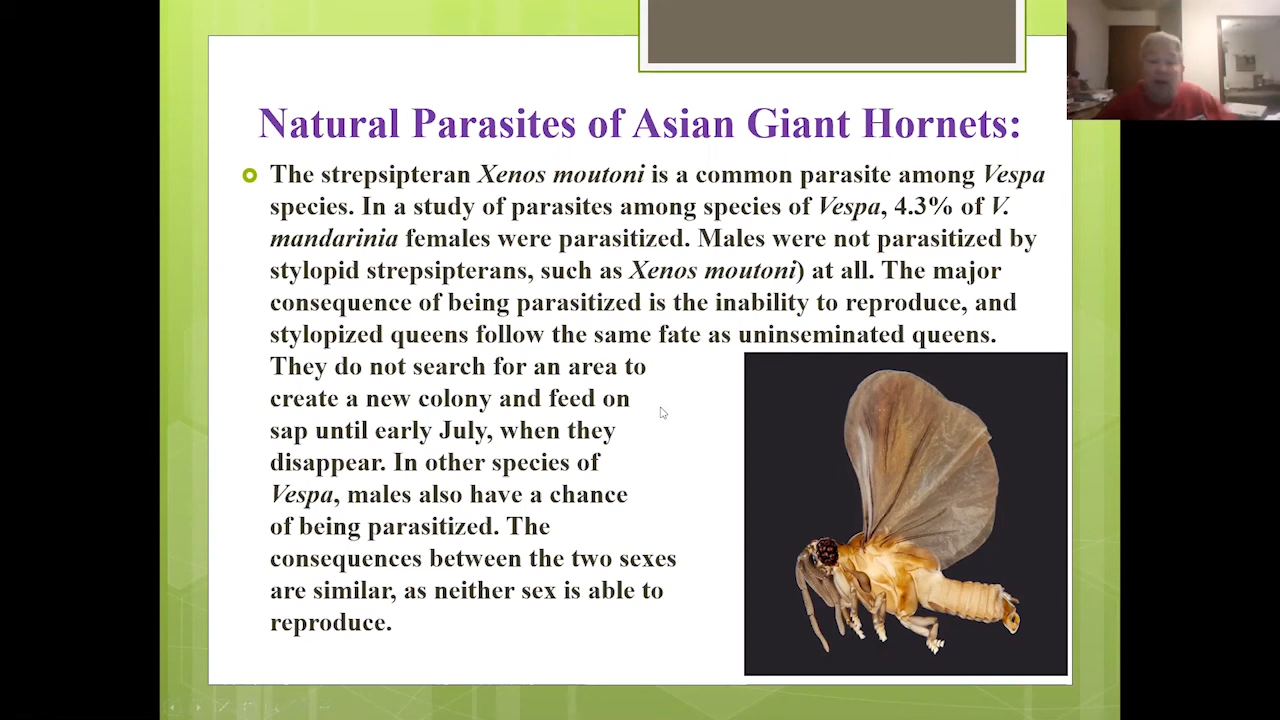 Natural Parasites of Asian Giant Hornets:
The strepsipteran Xenos moutoni is a common parasite among Vespa
species. In a study of parasites among species of Vespa, 4.3% of V.
mandarinia females were parasitized. Males were not parasitized by
stylopid strepsipterans, such as Xenos moutoni) at all. The major
consequence of being parasitized is the inability to reproduce, and
stylopized queens follow the same fate as uninseminated queens.
They do not search for an area to
create a new colony and feed on
sap until early July, when they
disappear. In other species of
Vespa, males also have a chance
of being parasitized. The
consequences between the two sexes
are similar, as neither sex is able to
reproduce.